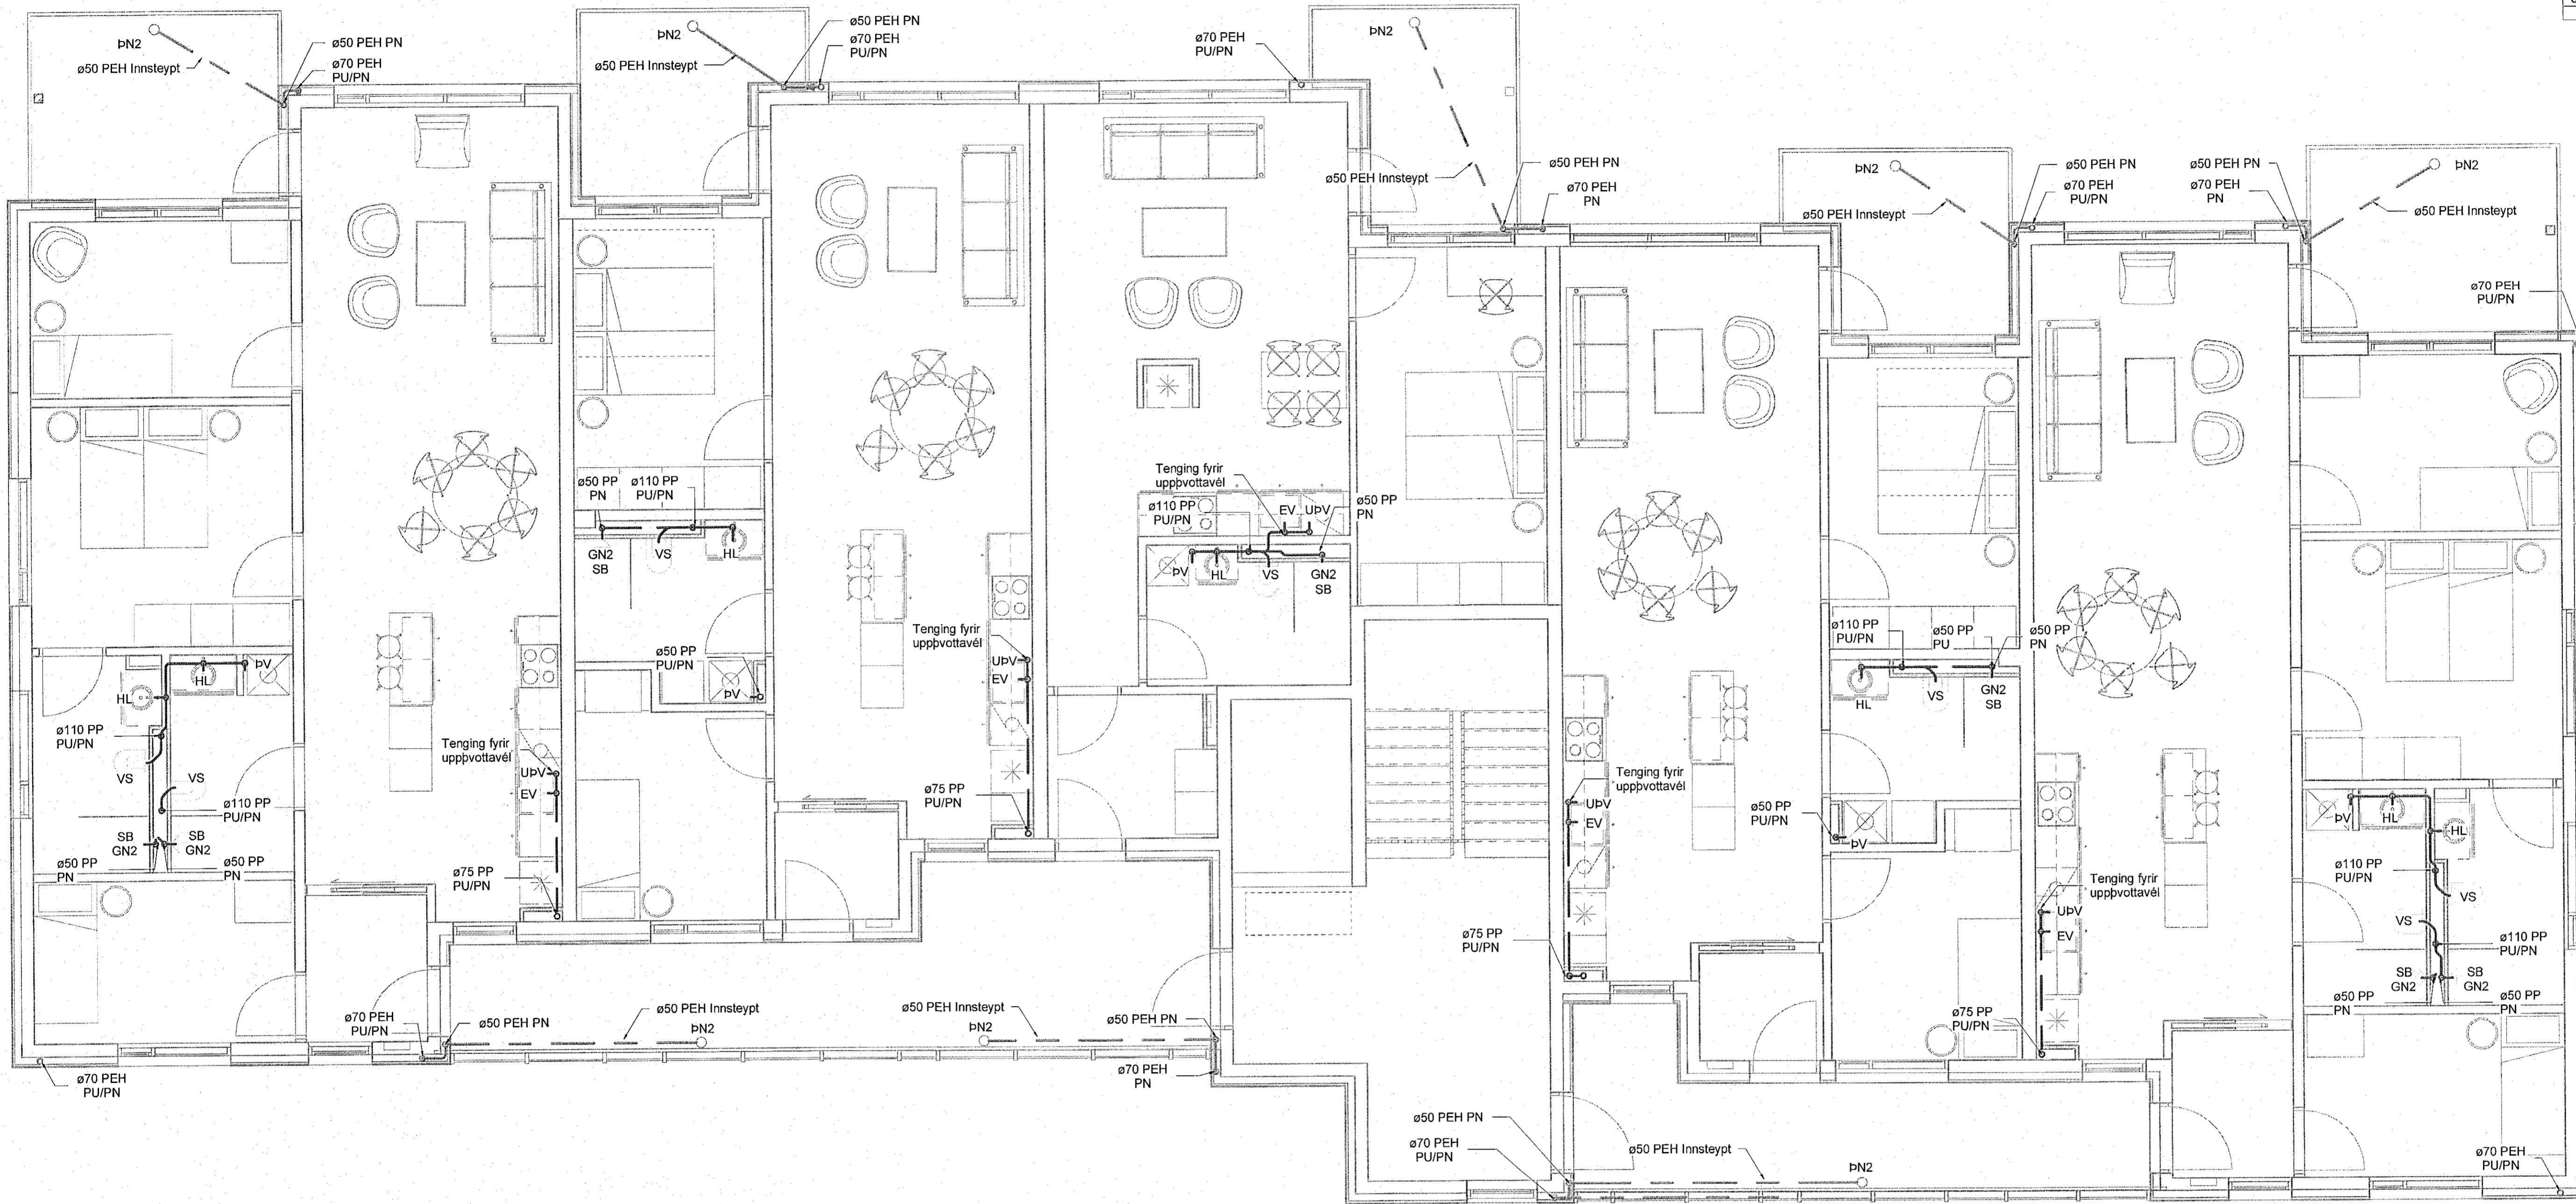 ÞN2
ø50 PEH Innsteypt
ø50 PEH PN
ø70 PEH
PU/PN
ÞN2
ø50 PEH Innsteypt
ø50 PEH PN
ø70 PEH
PU/PN
ø70 PEH
PU/PN
ÞN2
ø50 PEH Innsteypt
ø50 PEH PN
ø70 PEH
PN
ÞN2
ø50 PEH Innsteypt
ø50 PEH PN
ø70 PEH
PU/PN
ø50 PEH PN
ø70 PEH
PN
ÞN2
ø50 PEH Innsteypt
ø70 PEH
PU/PN
ø50 PP
PN
ø110 PP
PU/PN
GN2
SB
VS
HL
Tenging fyrir
uppþvottavél
ø110 PP
PU/PN
EV
UÞV
ø50 PP
PN
ÞV
HL
VS
GN2
SB
Tenging fyrir
uppþvottavél
UÞV
EV
ø50 PP
PU/PN
ÞV
ø110 PP
PU/PN
ø50 PP
PU
ø50 PP
PN
HL
VS
GN2
SB
HL
HL
ÞV
ø110 PP
PU/PN
VS
VS
ø110 PP
PU/PN
SB
GN2
SB
GN2
ø50 PP
PN
ø50 PP
PN
Tenging fyrir
uppþvottavél
UÞV
EV
ø75 PP
PU/PN
ø75 PP
PU/PN
Tenging fyrir
uppþvottavél
UÞV
EV
ø75 PP
PU/PN
ø50 PP
PU/PN
ÞV
Tenging fyrir
uppþvottavél
UÞV
EV
ø75 PP
PU/PN
ÞV
HL
HL
ø110 PP
PU/PN
VS
VS
ø110 PP
PU/PN
SB
GN2
SB
GN2
ø50 PP
PN
ø50 PP
PN
ø70 PEH
PU/PN
ø70 PEH
PU/PN
ø50 PEH PN
ø50 PEH Innsteypt
ÞN2
ø50 PEH Innsteypt
ÞN2
ø50 PEH PN
ø70 PEH
PN
ø50 PEH PN
ø70 PEH
PU/PN
ø50 PEH Innsteypt
ÞN2
ø70 PEH
PU/PN